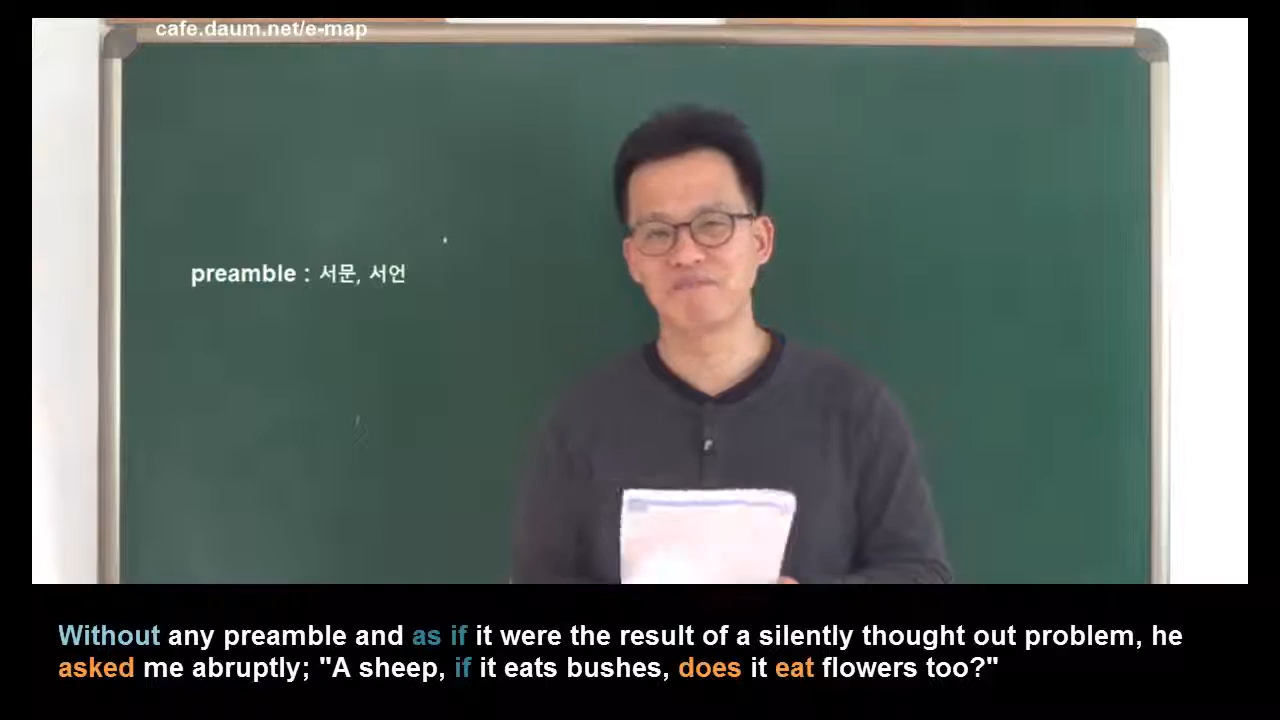 cafe.daum.net/e-map
preamble : 서문, 서언
Without any preamble and as if it were the result of a silently thought out problem, he
asked me abruptly; "A sheep, if it eats bushes, does it eat flowers too?"